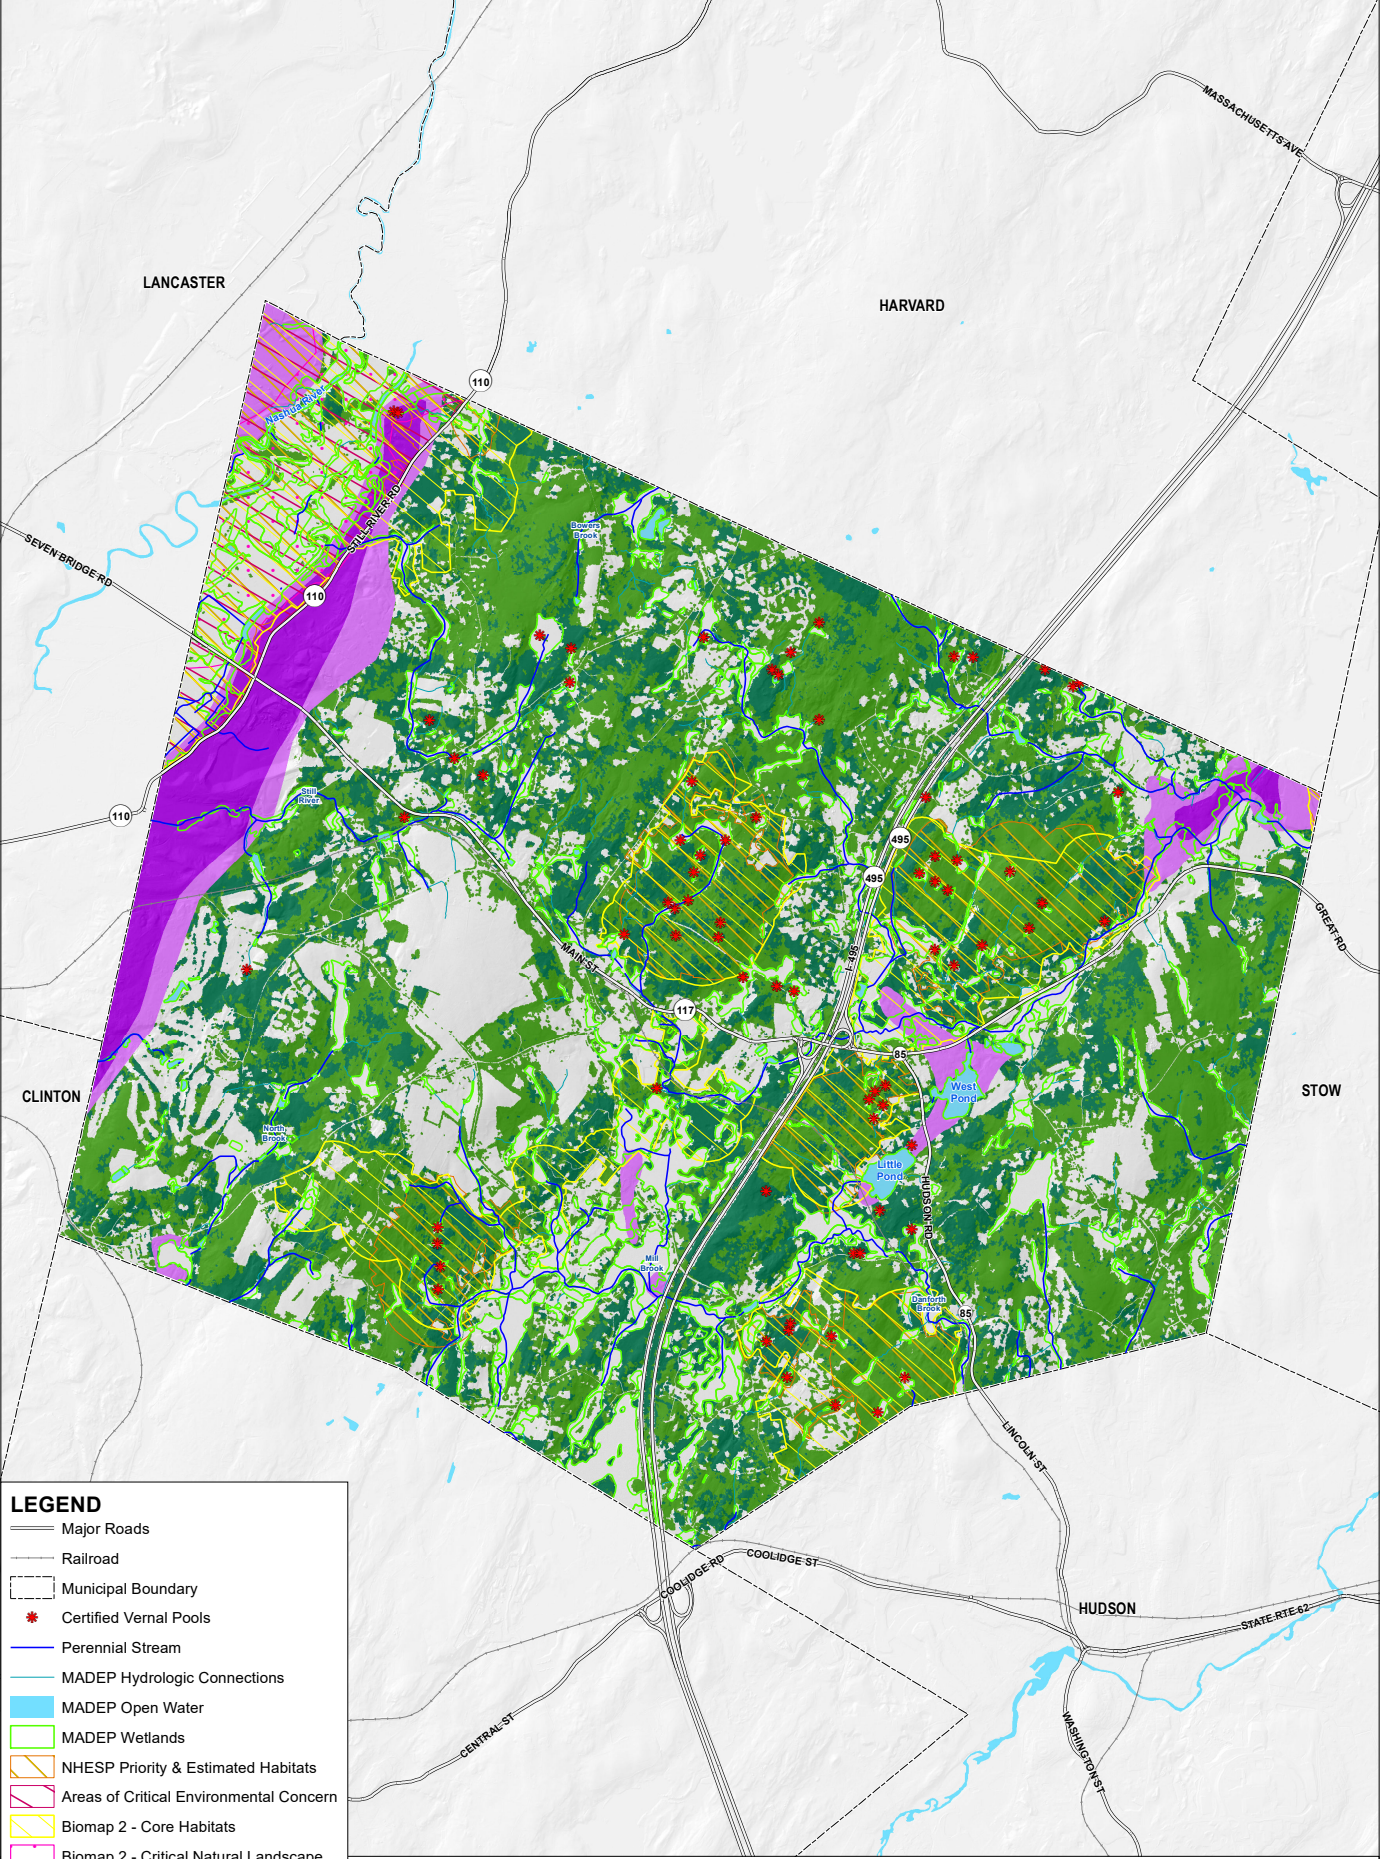 MASSACHUSETTS AVE
LANCASTER
HARVARD
110
Nashua River
STILL RIVER RD
Bowers
Brook
SEVEN BRIDGE RD
110
110
Still
River
495
495
I-495
GREAT RD
MAIN ST
117
85
CLINTON
West
Pond
STOW
North
Brook
Little
Pond
HUDSON RD
Mill
Brook
Danforth
Brook
85
LINCOLN ST
LEGEND
Major Roads
Railroad
Municipal Boundary
Certified Vernal Pools
Perennial Stream
MADEP Hydrologic Connections
MADEP Open Water
MADEP Wetlands
NHESP Priority & Estimated Habitats
Areas of Critical Environmental Concern
Biomap 2 - Core Habitats
Biomap 2 - Critical Natural Landscape
COOLIDGE RD
COOLIDGE ST
HUDSON
STATE RTE 62
CENTRAL ST
WASHINGTON ST